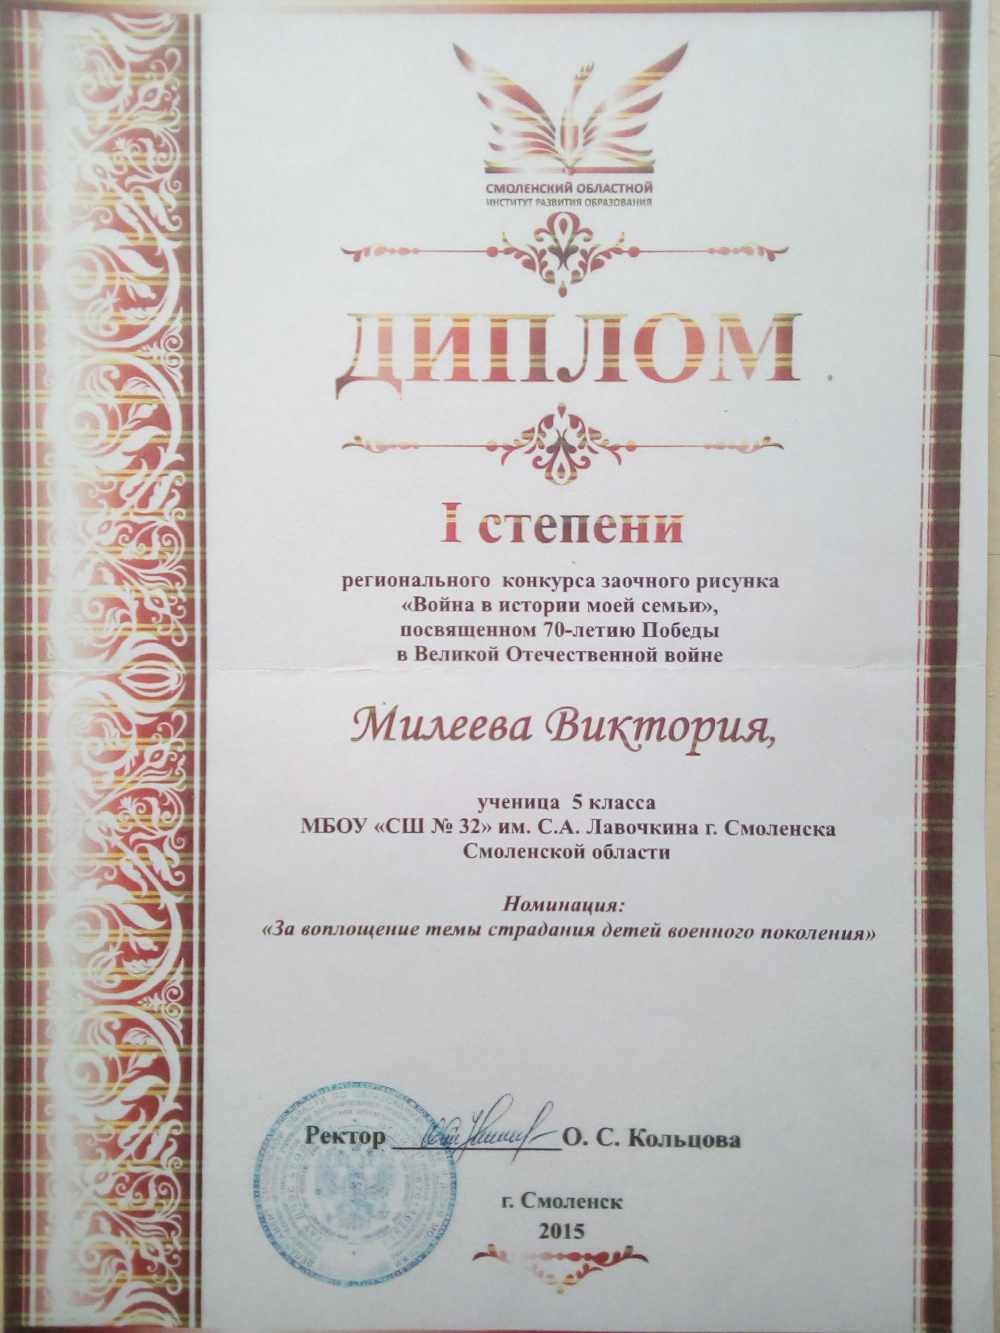 СМОЛЕНСКИЙ ОБЛАСТНОЙ
ИНСТИТУТ РАЗВИТИЯ ОБРАЗОВАНИЯ
ДИПЛОМ
I степени
регионального конкурса заочного рисунка
«Война в истории моей семьи»,
посвященном 70-летию Победы
в Великой Отечественной войне
Милеева Виктория,
ученица 5 класса
МБОУ «СШ № 32» им. С.А. Лавочкина г. Смоленска
Смоленской области
Номинация:
«За воплощение темы страдания детей военного поколения»
Ректор О. С. Кольцова
г. Смоленск
2015